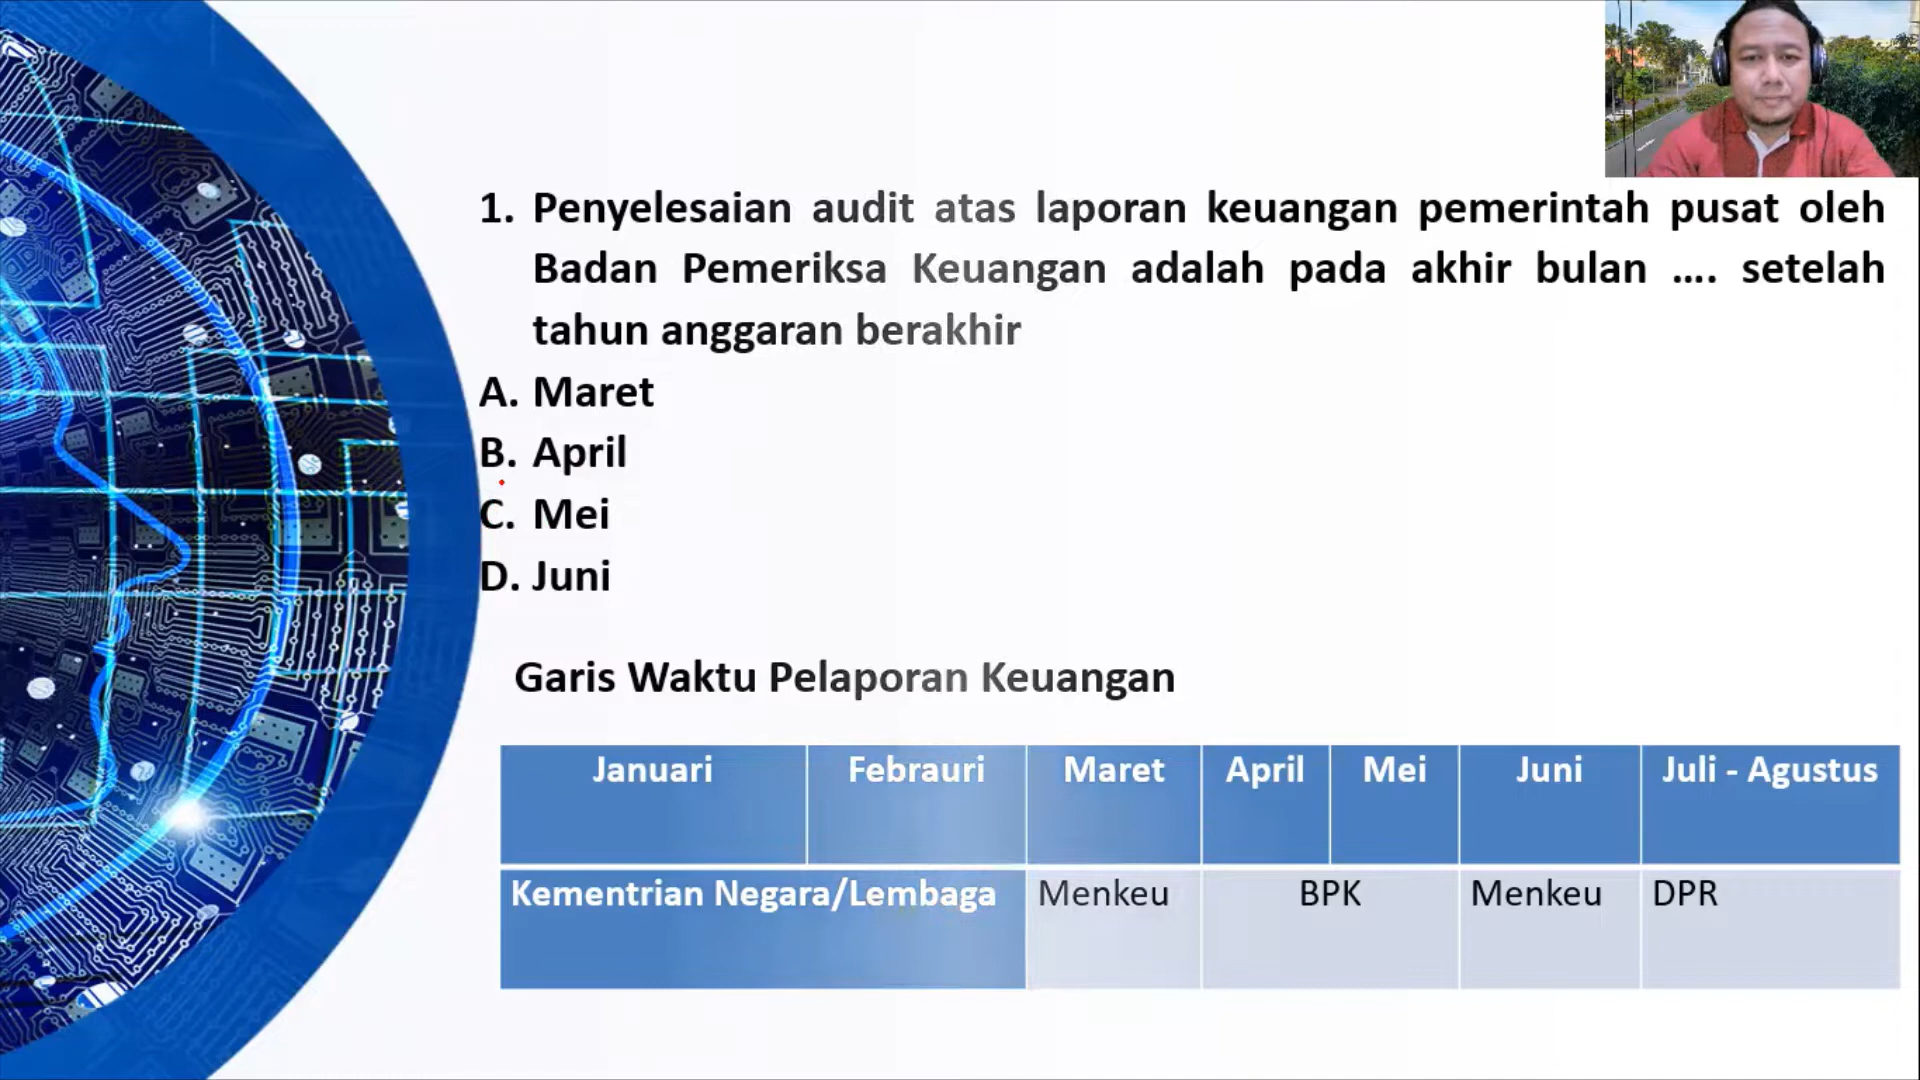 1. Penyelesaian audit atas laporan keuangan pemerintah pusat oleh
Badan Pemeriksa Keuangan adalah pada akhir bulan .... setelah
tahun anggaran berakhir
A. Maret
B. April
C. Mei
D. Juni
Garis Waktu Pelaporan Keuangan
Januari Febrauri Maret April Mei Juni Juli - Agustus
Kementrian Negara/Lembaga Menkeu BPK Menkeu DPR